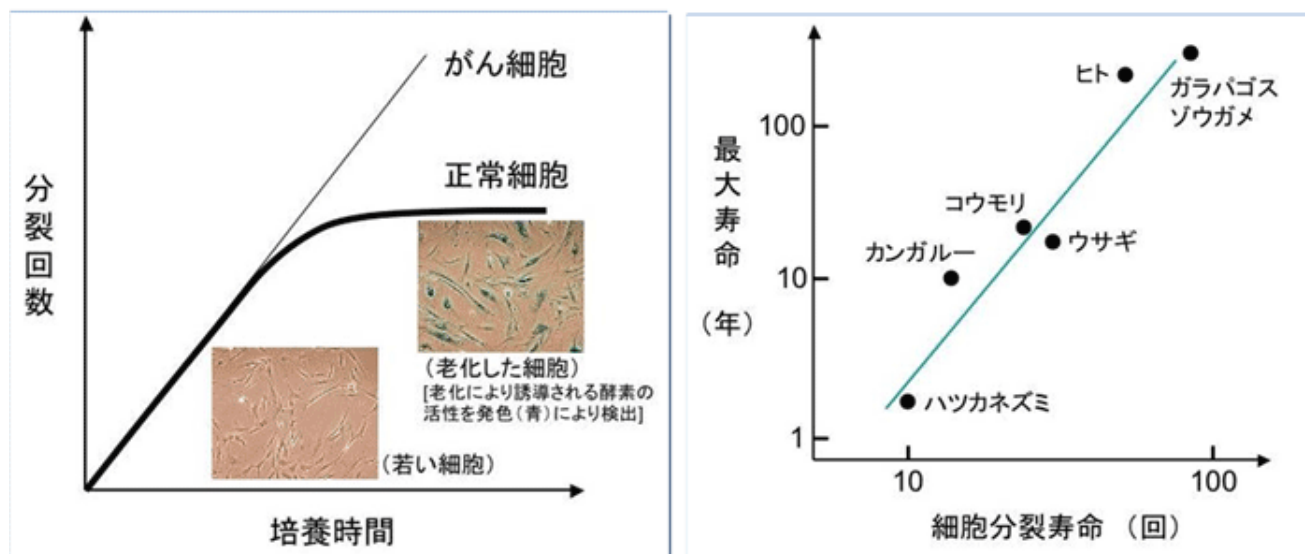 がん細胞
正常細胞
分裂回数
(老化した細胞)
[老化により誘導される酵素の
活性を発色(青)により検出]
(若い細胞)
培養時間
最大寿命
(年)
100
10
1
ヒト
ガラパゴス
ゾウガメ
コウモリ
ウサギ
カンガルー
ハツカネズミ
10
100
細胞分裂寿命 (回)